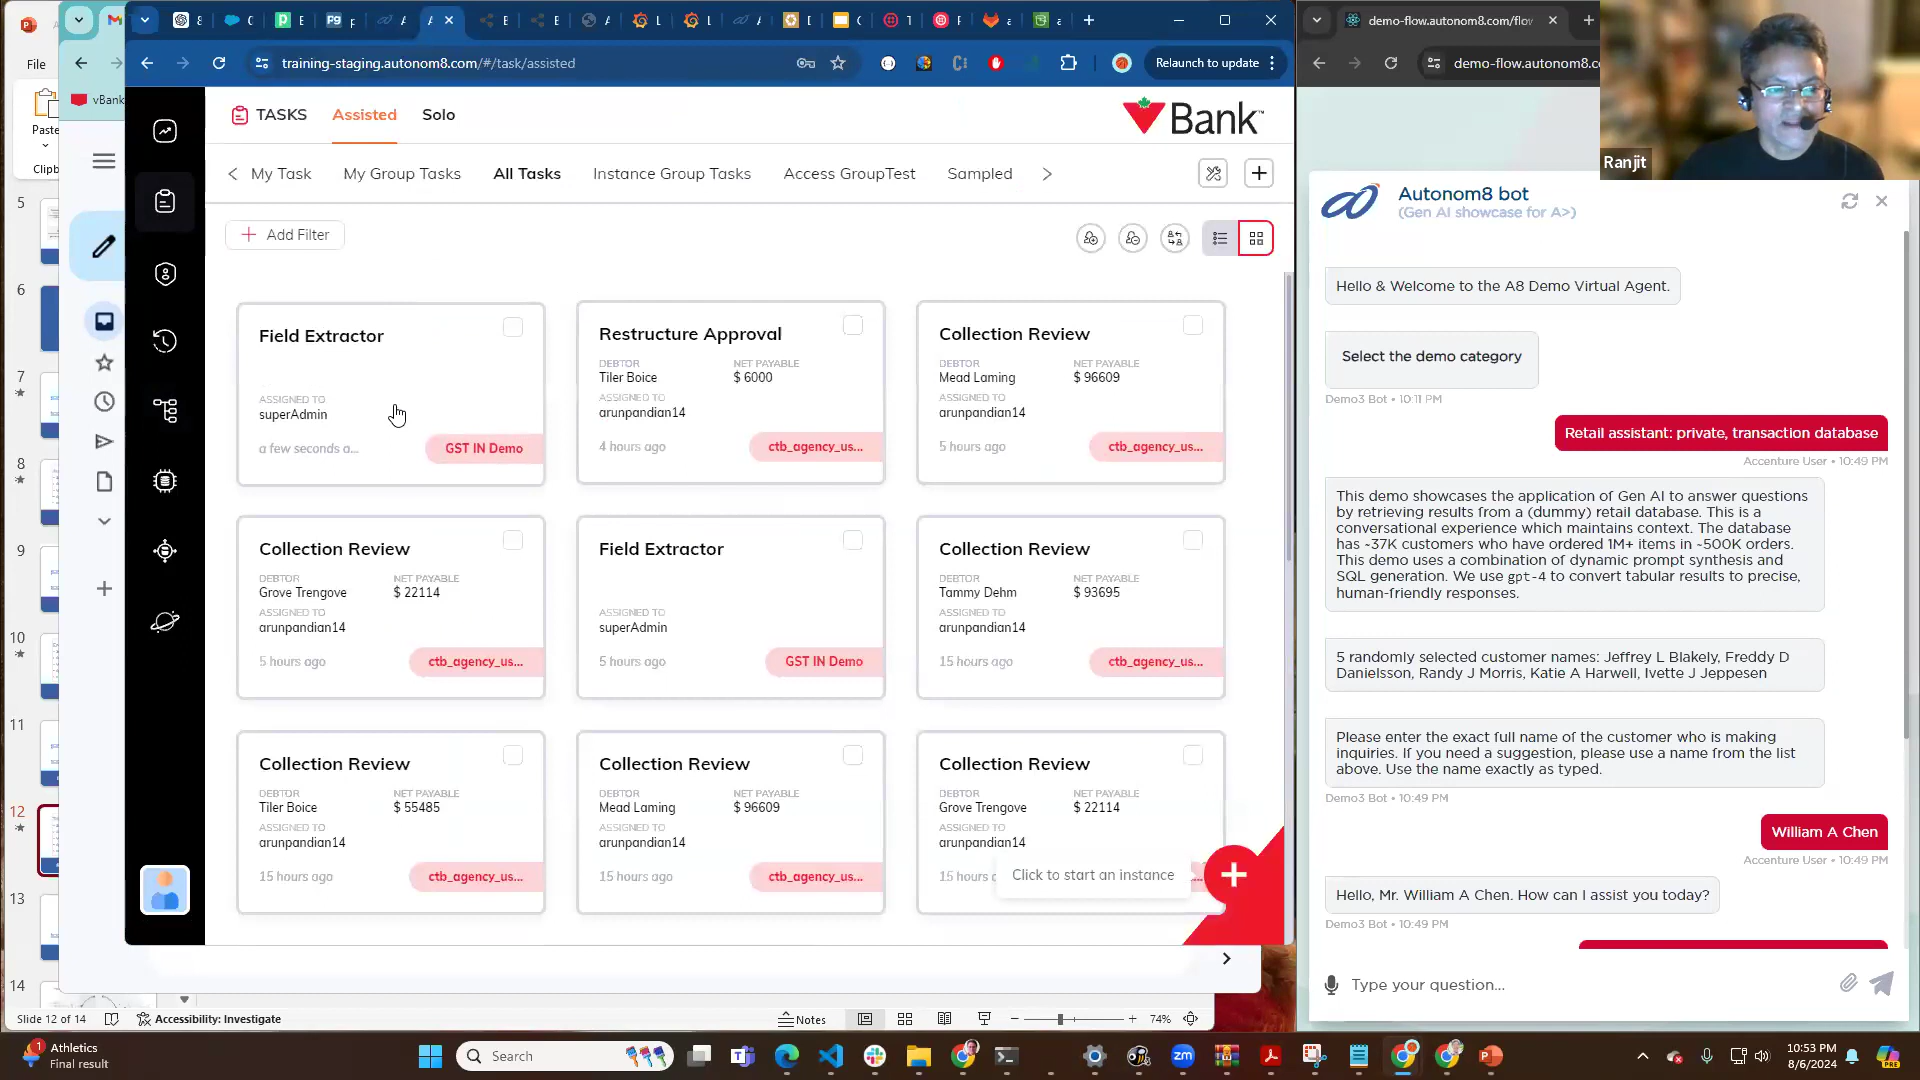 File
Paste
Clipb
5
6
7
8
9
10
11
12
13
14
vBank
training-staging.autonom8.com/#/task/assisted
Relaunch to update
TASKS
Assisted
Solo
Bank
My Task
My Group Tasks
All Tasks
Instance Group Tasks
Access GroupTest
Sampled
Add Filter
Field Extractor
ASSIGNED TO
superAdmin
a few seconds a...
GST IN Demo
Restructure Approval
DEBTOR NET PAYABLE
Tiler Boice $ 6000
ASSIGNED TO
arunpandian14
4 hours ago
ctb_agency_us...
Collection Review
DEBTOR NET PAYABLE
Mead Laming $ 96609
ASSIGNED TO
arunpandian14
5 hours ago
ctb_agency_us...
Collection Review
DEBTOR NET PAYABLE
Grove Trengove $ 22114
ASSIGNED TO
arunpandian14
5 hours ago
ctb_agency_us...
Field Extractor
ASSIGNED TO
superAdmin
5 hours ago
GST IN Demo
Collection Review
DEBTOR NET PAYABLE
Tammy Dehm $ 93695
ASSIGNED TO
arunpandian14
15 hours ago
ctb_agency_us...
Collection Review
DEBTOR NET PAYABLE
Tiler Boice $ 55485
ASSIGNED TO
arunpandian14
15 hours ago
ctb_agency_us...
Collection Review
DEBTOR NET PAYABLE
Mead Laming $ 96609
ASSIGNED TO
arunpandian14
15 hours ago
ctb_agency_us...
Collection Review
DEBTOR NET PAYABLE
Grove Trengove $ 22114
ASSIGNED TO
arunpandian14
15 hours
Click to start an instance
demo-flow.autonom8.com/flow
demo-flow.autonom8.co
Ranjit
Autonom8 bot
(Gen AI showcase for A>)
Hello & Welcome to the A8 Demo Virtual Agent.
Select the demo category
Demo3 Bot • 10:11 PM
Retail assistant: private, transaction database
Accenture User • 10:49 PM
This demo showcases the application of Gen AI to answer questions
by retrieving results from a (dummy) retail database. This is a
conversational experience which maintains context. The database
has ~37K customers who have ordered 1M+ items in ~500K orders.
This demo uses a combination of dynamic prompt synthesis and
SQL generation. We use gpt-4 to convert tabular results to precise,
human-friendly responses.
5 randomly selected customer names: Jeffrey L Blakely, Freddy D
Danielsson, Randy J Morris, Katie A Harwell, Ivette J Jeppesen
Please enter the exact full name of the customer who is making
inquiries. If you need a suggestion, please use a name from the list
above. Use the name exactly as typed.
Demo3 Bot • 10:49 PM
William A Chen
Accenture User • 10:49 PM
Hello, Mr. William A Chen. How can I assist you today?
Demo3 Bot • 10:49 PM
Type your question...
Slide 12 of 14
Accessibility: Investigate
Notes
74%
Athletics
Final result
Search
10:53 PM
8/6/2024